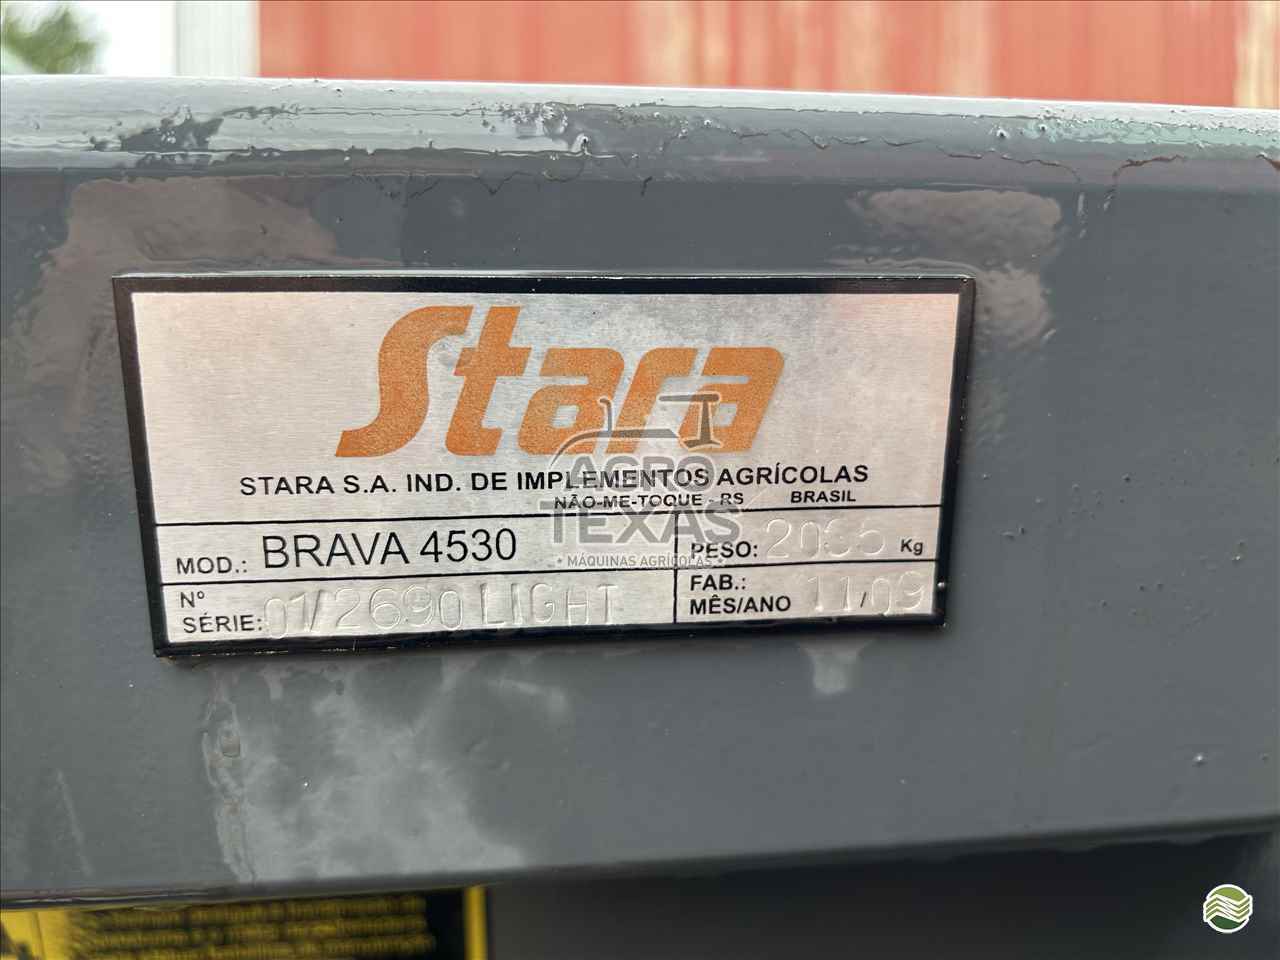 Stara
STARA S.A. IND. DE IMPLEMENTOS AGRÍCOLAS
NÃO-ME-TOQUE - RS BRASIL
AGRO
TEXAS
• MÁQUINAS AGRÍCOLAS •
MOD.: BRAVA 4530
PESO: Kg
Nº
SÉRIE: 01/2690 LIGHT
FAB.:
MÊS/ANO 11/09